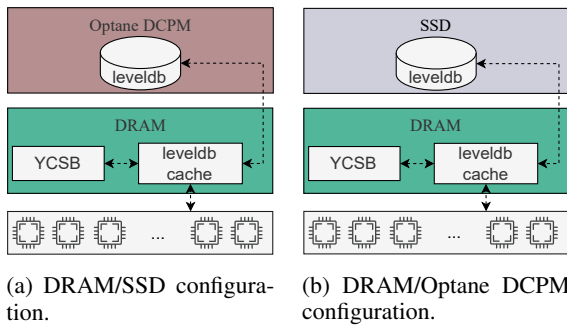 Optane DCPM
leveldb
DRAM
YCSB
leveldb
cache
...
(a) DRAM/SSD configura-
tion.
SSD
leveldb
DRAM
YCSB
leveldb
cache
...
(b) DRAM/Optane DCPM
configuration.